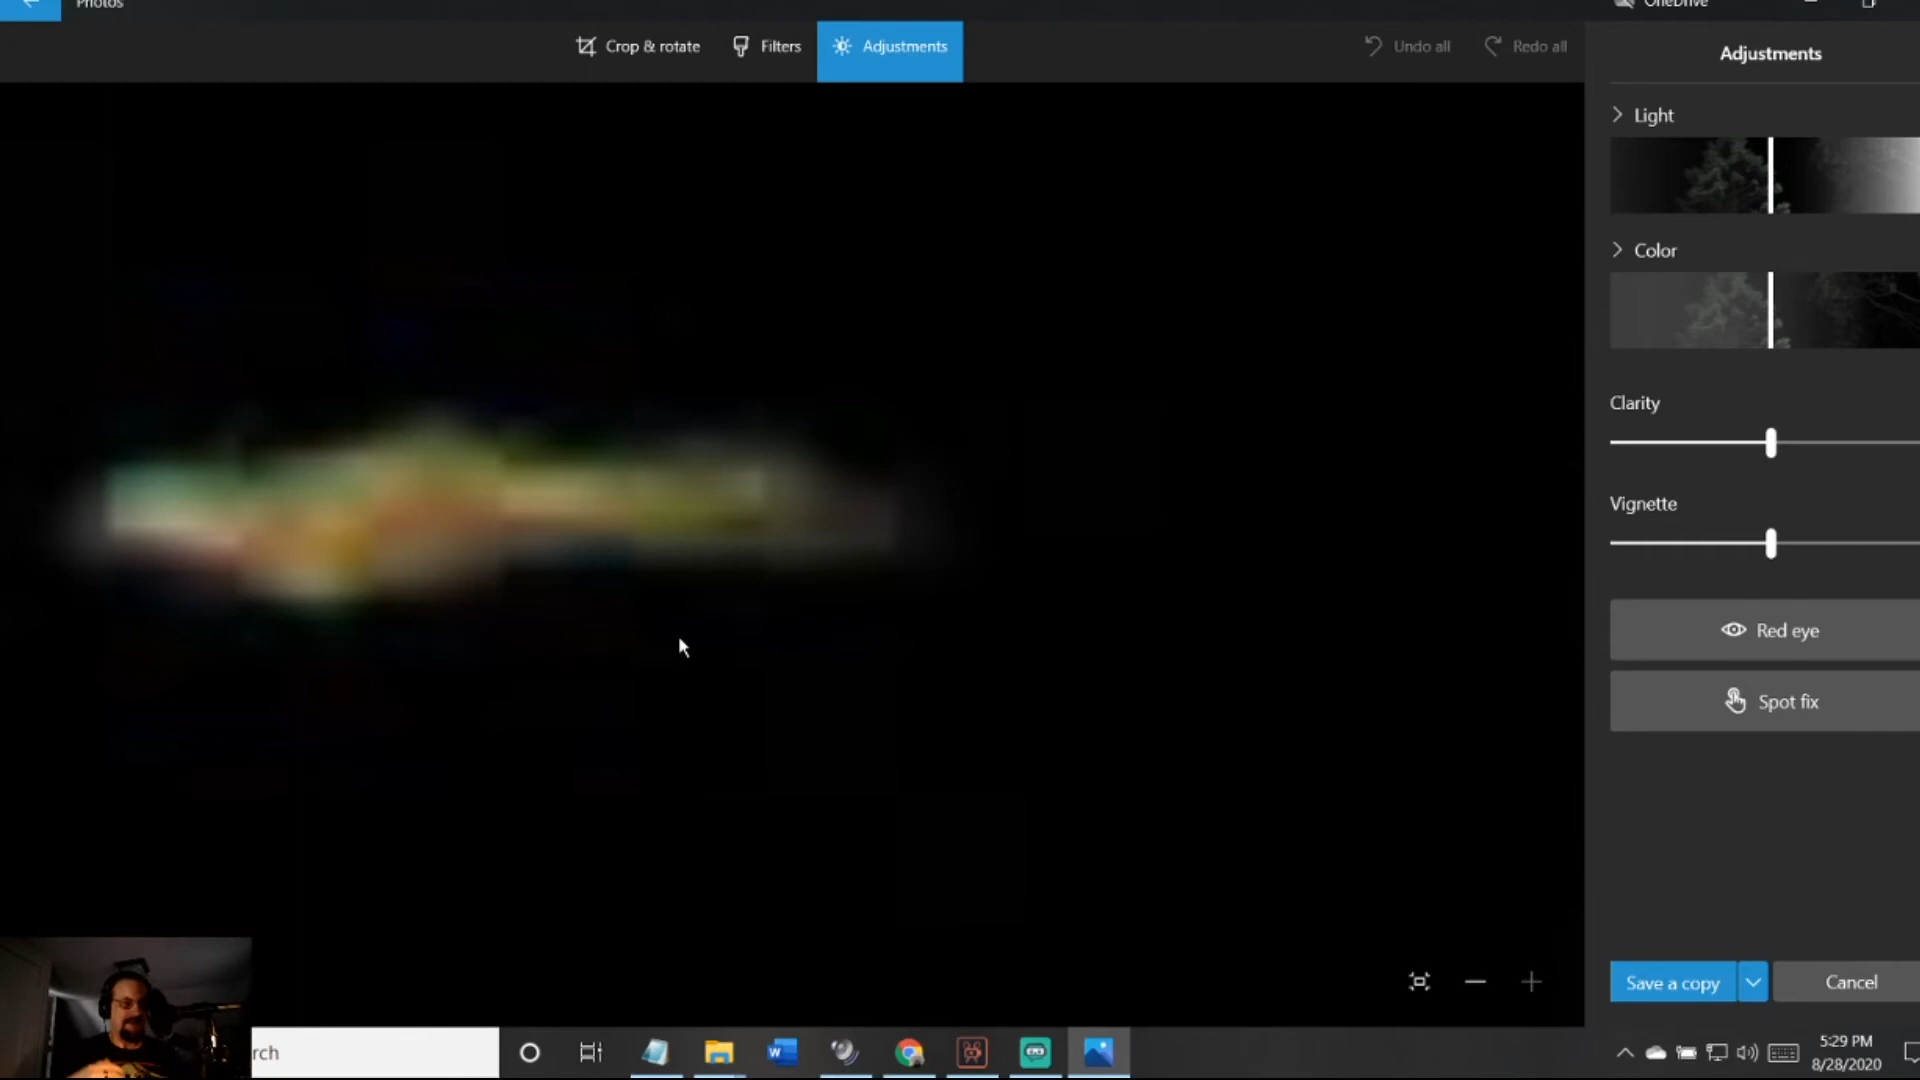 Photos
OneDrive
Crop & rotate
Filters
Adjustments
Undo all
Redo all
Adjustments
Light
Color
Clarity
Vignette
Red eye
Spot fix
Save a copy
Cancel
rch
5:29 PM
8/28/2020